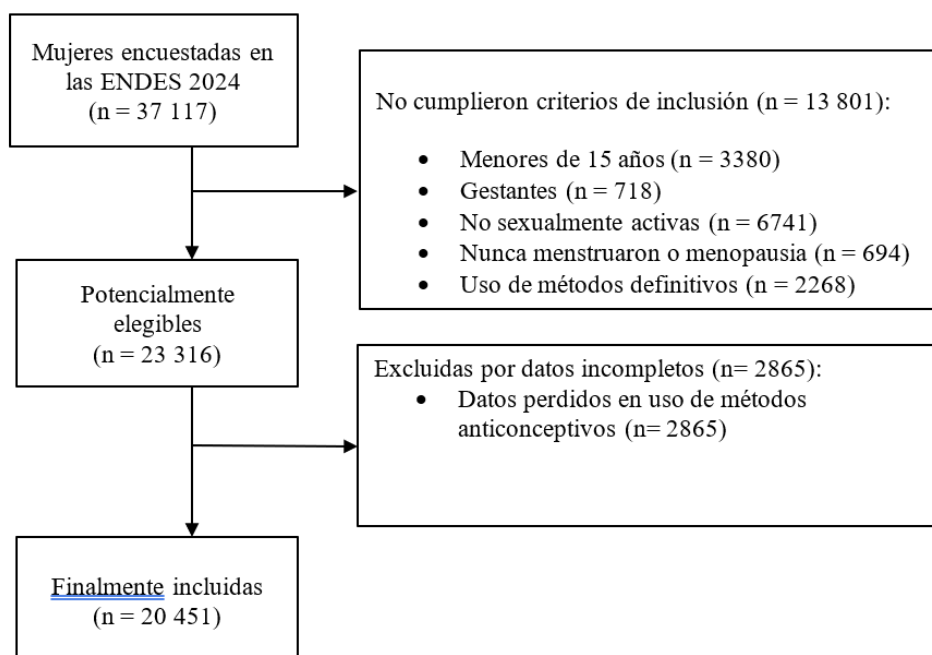 Mujeres encuestadas en
las ENDES 2024
(n = 37 117)
No cumplieron criterios de inclusión (n = 13 801):
• Menores de 15 años (n = 3380)
• Gestantes (n = 718)
• No sexualmente activas (n = 6741)
• Nunca menstruaron o menopausia (n = 694)
• Uso de métodos definitivos (n = 2268)
Potencialmente
elegibles
(n = 23 316)
Excluidas por datos incompletos (n= 2865):
• Datos perdidos en uso de métodos
anticonceptivos (n= 2865)
Finalmente incluidas
(n = 20 451)